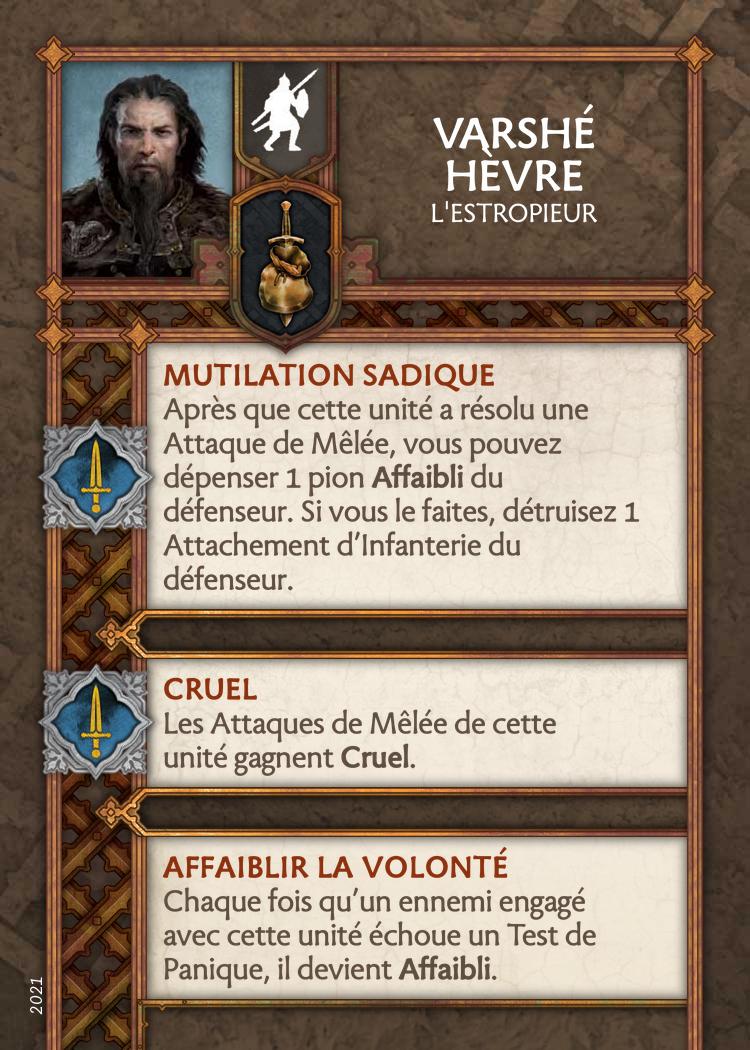 VARSHÉ
HÈVRE
L'ESTROPIEUR
MUTILATION SADIQUE
Après que cette unité a résolu une
Attaque de Mêlée, vous pouvez
dépenser 1 pion Affaibli du
défenseur. Si vous le faites, détruisez 1
Attachement d’Infanterie du
défenseur.
CRUEL
Les Attaques de Mêlée de cette
unité gagnent Cruel.
AFFAIBLIR LA VOLONTÉ
Chaque fois qu’un ennemi engagé
avec cette unité échoue un Test de
Panique, il devient Affaibli.
2021